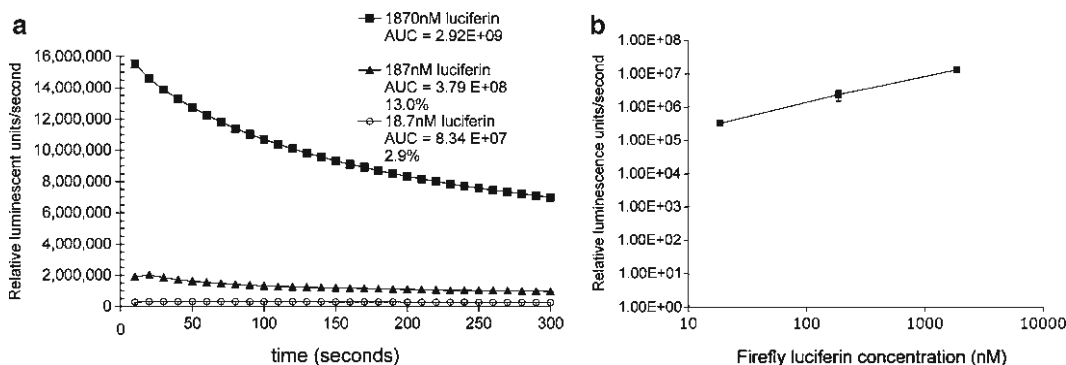 a
1870nM luciferin
AUC = 2.92E+09
187nM luciferin
AUC = 3.79 E+08
13.0%
18.7nM luciferin
AUC = 8.34 E+07
2.9%
Relative luminescent units/second
16,000,000
14,000,000
12,000,000
10,000,000
8,000,000
6,000,000
4,000,000
2,000,000
0
0
50
100
150
200
250
300
time (seconds)
b
Relative luminescence units/second
1.00E+08
1.00E+07
1.00E+06
1.00E+05
1.00E+04
1.00E+03
1.00E+02
1.00E+01
1.00E+00
10
100
1000
10000
Firefly luciferin concentration (nM)